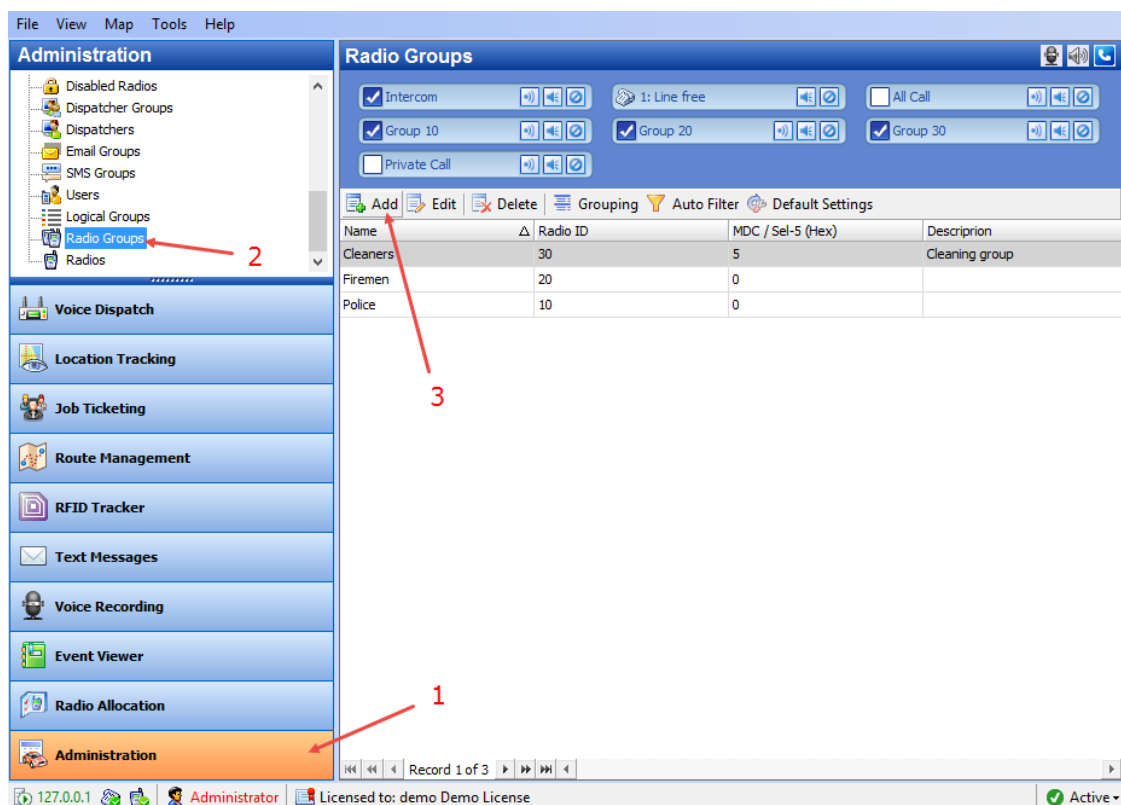 File View Map Tools Help
Administration
Disabled Radios
Dispatcher Groups
Dispatchers
Email Groups
SMS Groups
Users
Logical Groups
Radio Groups
Radios
2
Voice Dispatch
Location Tracking
Job Ticketing
Route Management
RFID Tracker
Text Messages
Voice Recording
Event Viewer
Radio Allocation
Administration
Radio Groups
Intercom 1: Line free All Call
Group 10 Group 20 Group 30
Private Call
Add Edit Delete Grouping Auto Filter Default Settings
Name Radio ID MDC / Sel-5 (Hex) Descriprion
Cleaners 30 5 Cleaning group
Firemen 20 0
Police 10 0
3
1
Record 1 of 3
127.0.0.1 Administrator Licensed to: demo Demo License Active